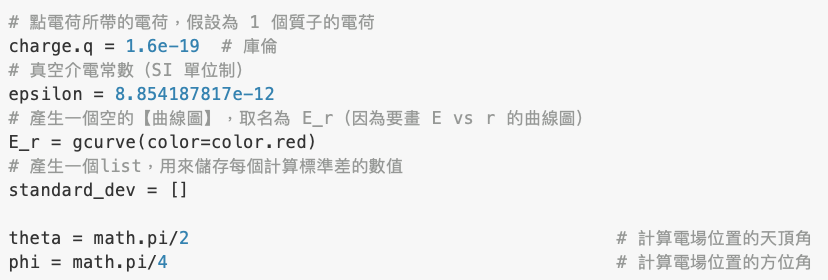 # 點電荷所帶的電荷，假設為 1 個質子的電荷
charge.q = 1.6e-19  # 庫倫
# 真空介電常數（SI 單位制）
epsilon = 8.854187817e-12
# 產生一個空的【曲線圖】，取名為 E_r（因為要畫 E vs r 的曲線圖）
E_r = gcurve(color=color.red)
# 產生一個list，用來儲存每個計算標準差的數值
standard_dev = []
theta = math.pi/2 # 計算電場位置的天頂角
phi = math.pi/4 # 計算電場位置的方位角